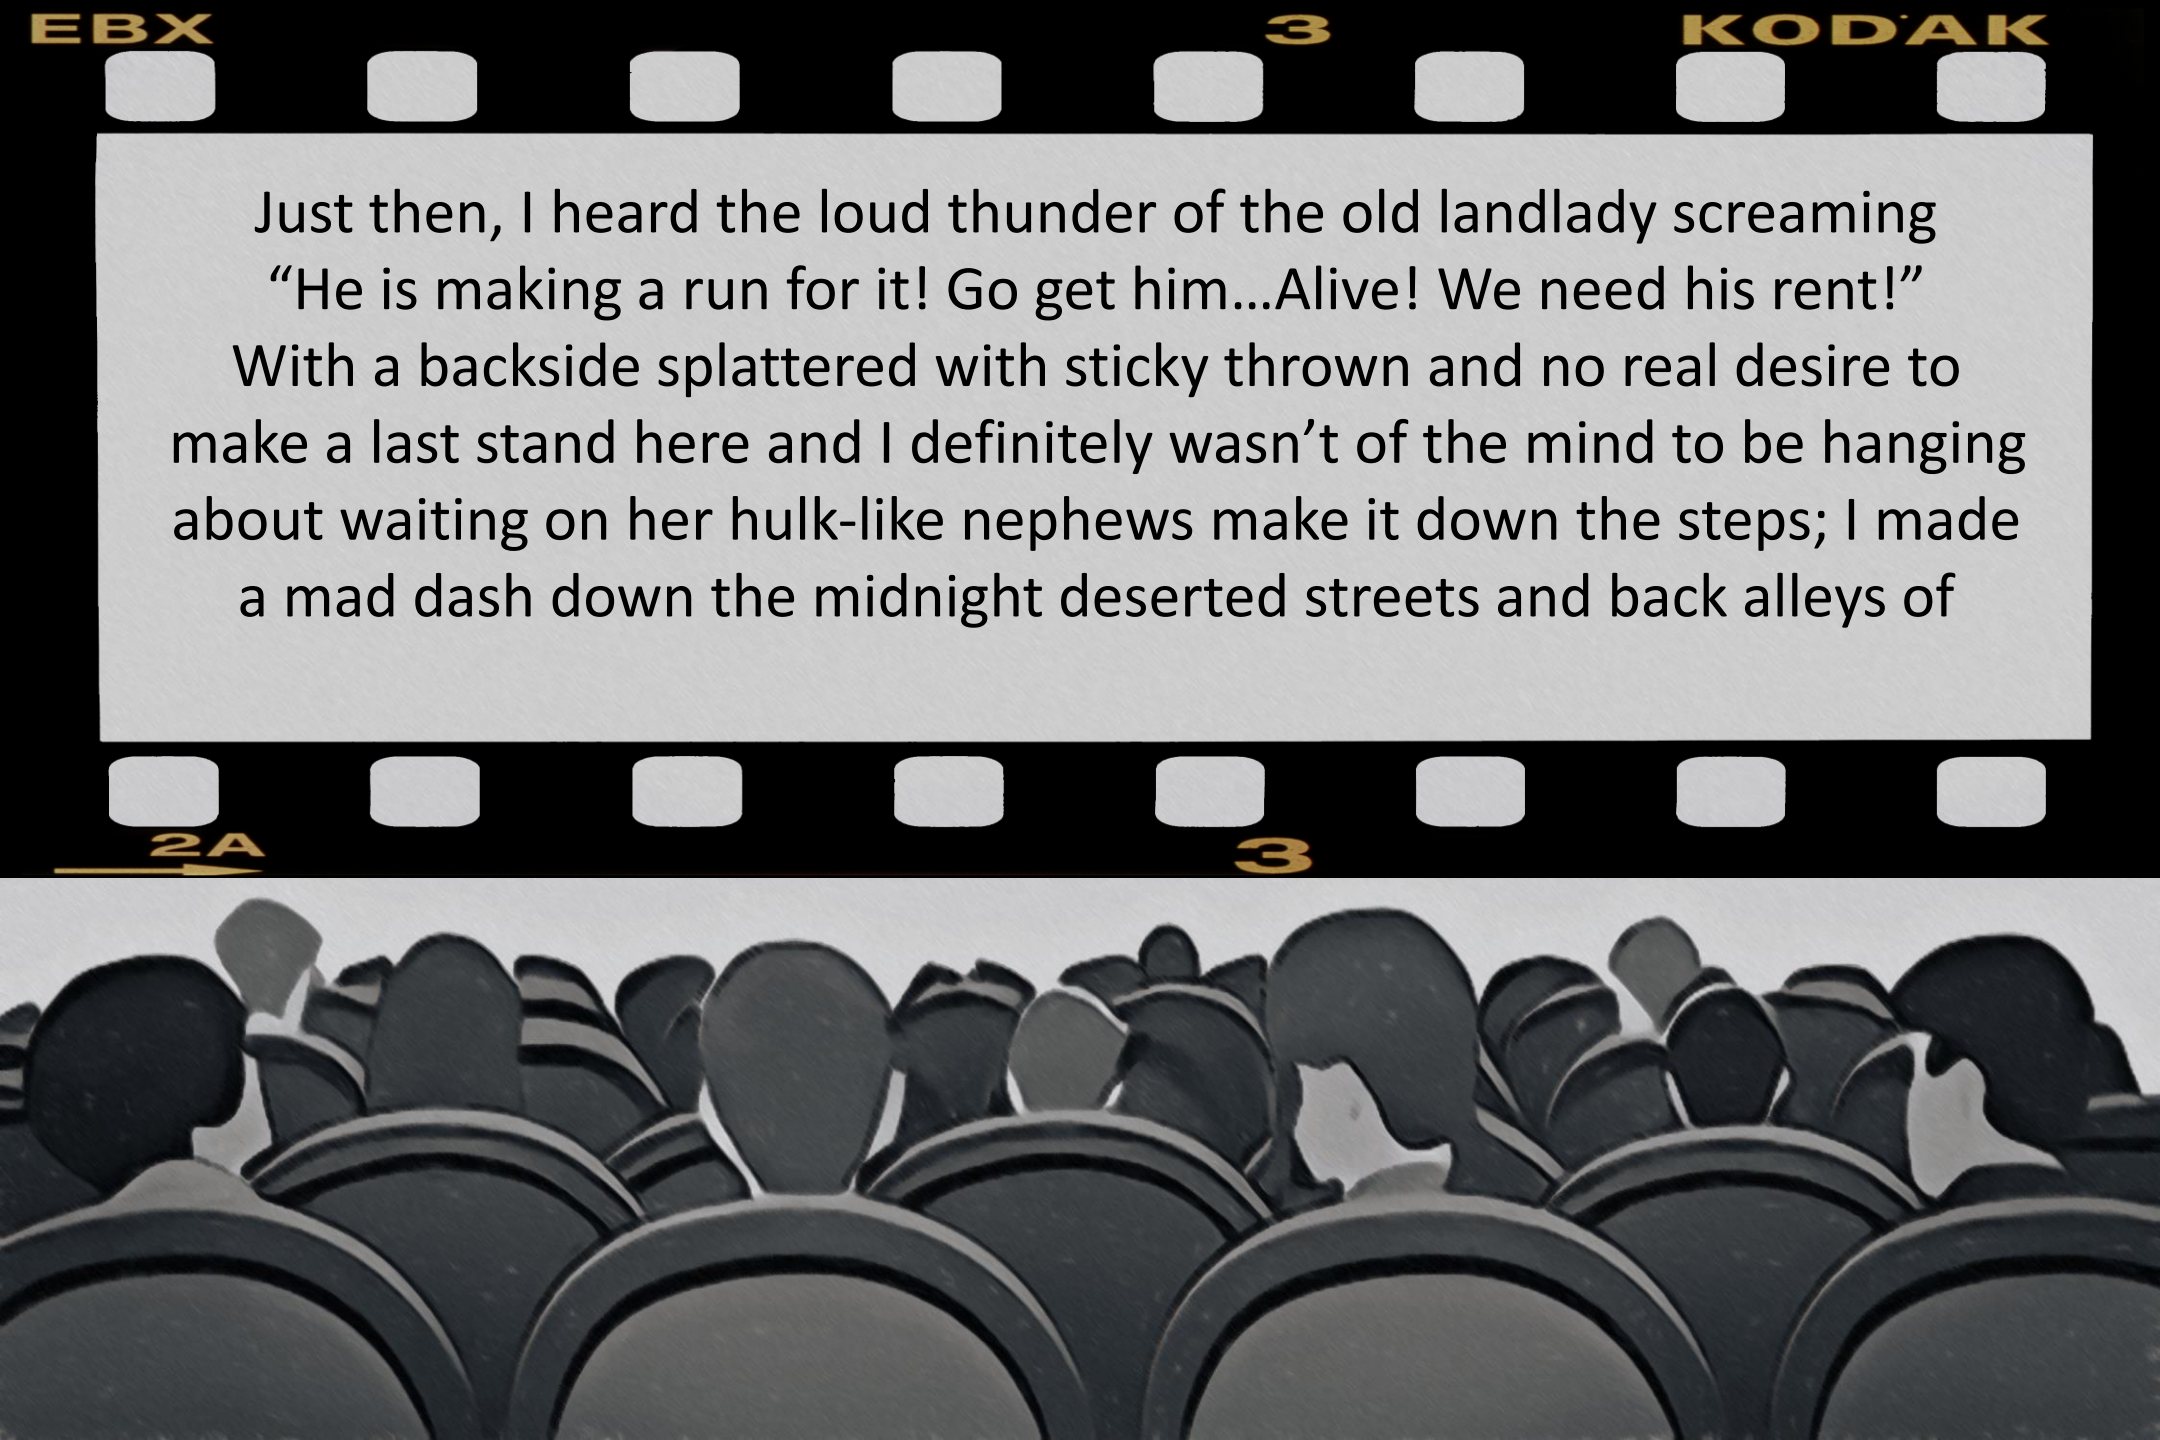 EBX 3 KODAK
Just then, I heard the loud thunder of the old landlady screaming
“He is making a run for it! Go get him...Alive! We need his rent!”
With a backside splattered with sticky thrown and no real desire to
make a last stand here and I definitely wasn’t of the mind to be hanging
about waiting on her hulk-like nephews make it down the steps; I made
a mad dash down the midnight deserted streets and back alleys of
2A 3